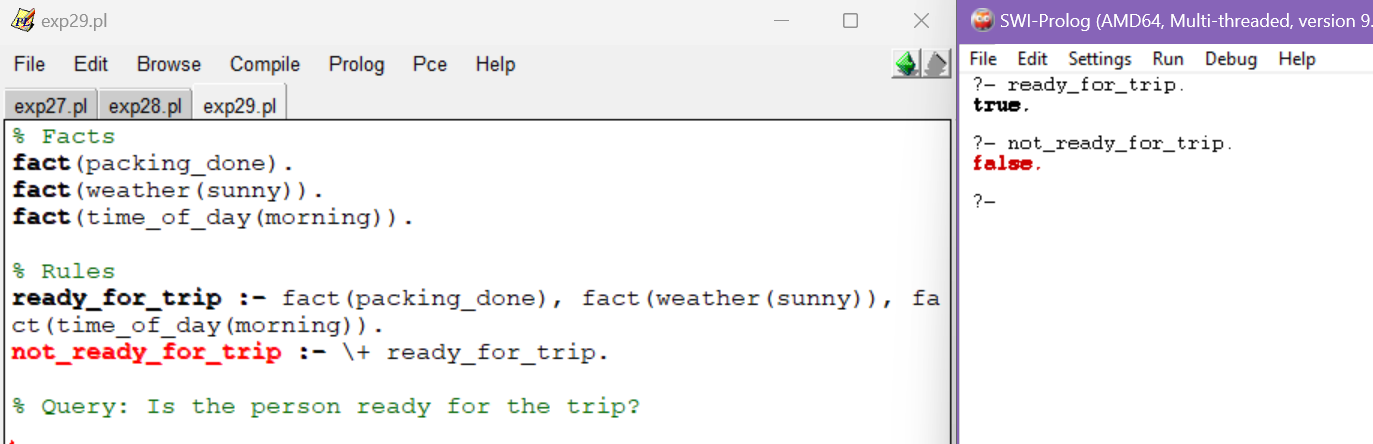 exp29.pl
File Edit Browse Compile Prolog Pce Help
exp27.pl exp28.pl exp29.pl
% Facts
fact(packing_done).
fact(weather(sunny)).
fact(time_of_day(morning)).
% Rules
ready_for_trip :- fact(packing_done), fact(weather(sunny)), fa
ct(time_of_day(morning)).
not_ready_for_trip :- \+ ready_for_trip.
% Query: Is the person ready for the trip?
SWI-Prolog (AMD64, Multi-threaded, version 9.
File Edit Settings Run Debug Help
?- ready_for_trip.
true.
?- not_ready_for_trip.
false.
?-